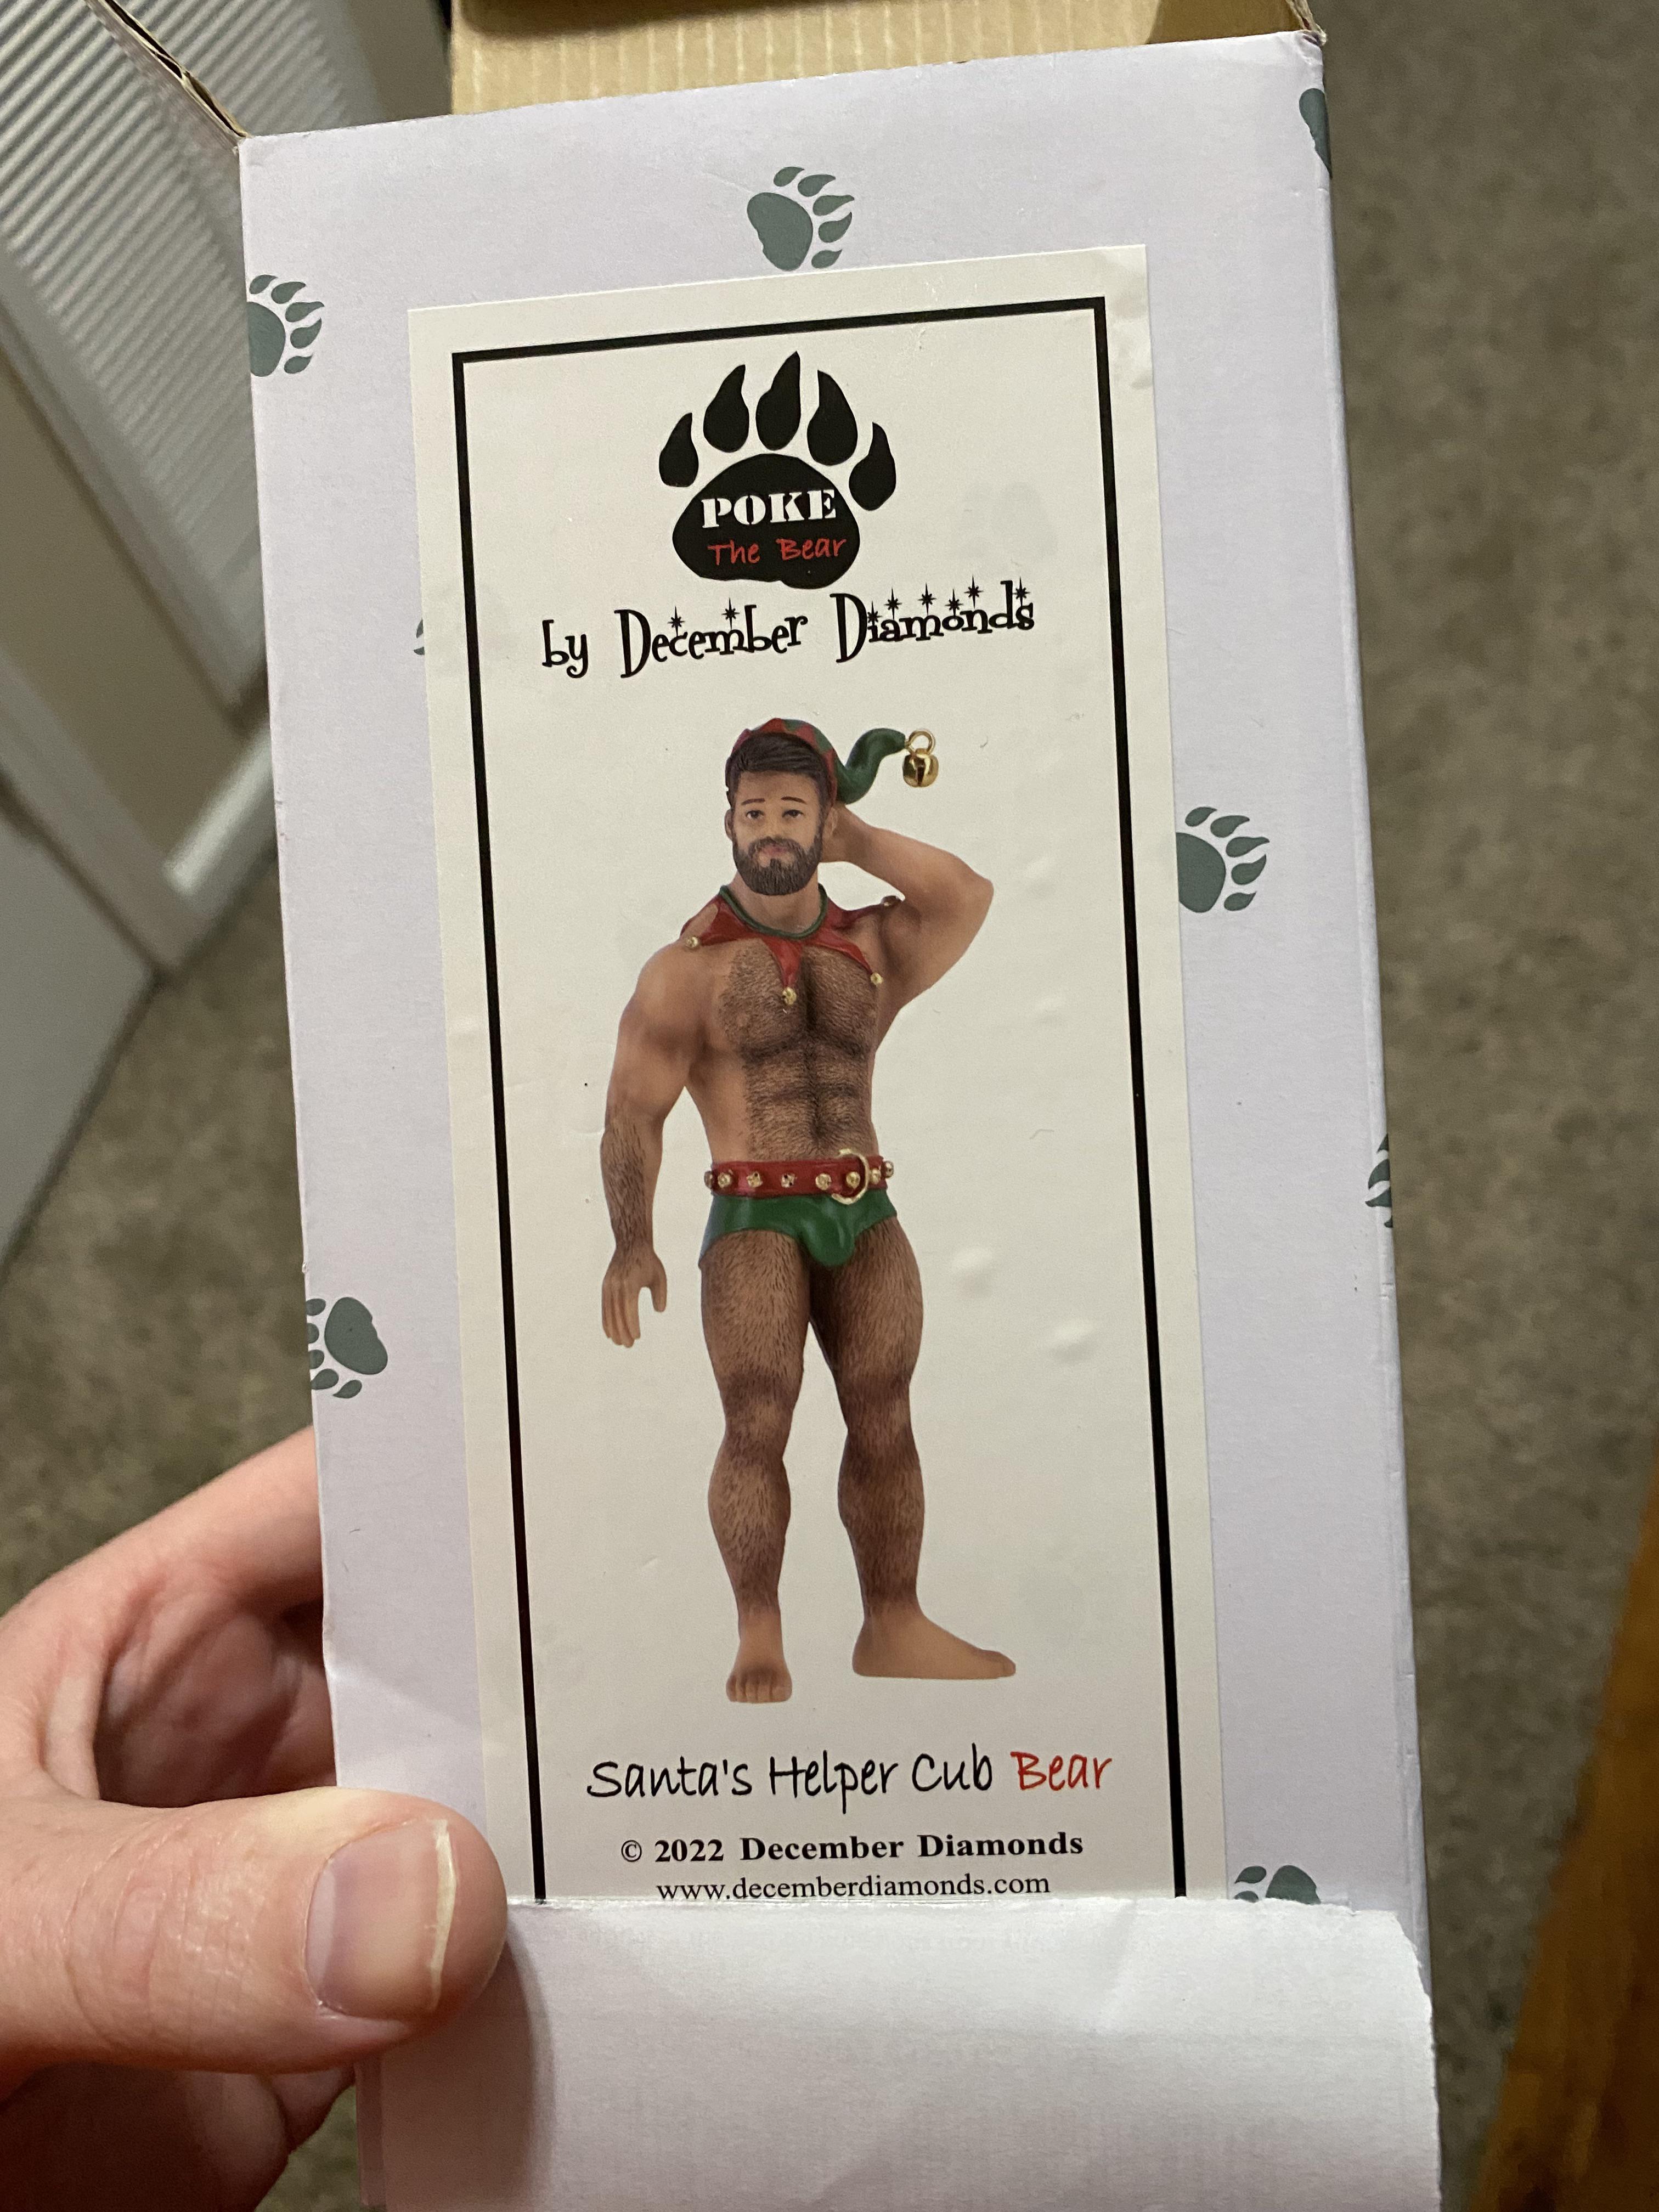 POKE
The Bear
by December Diamonds
Santa's Helper Cub Bear
© 2022 December Diamonds
www.decemberdiamonds.com